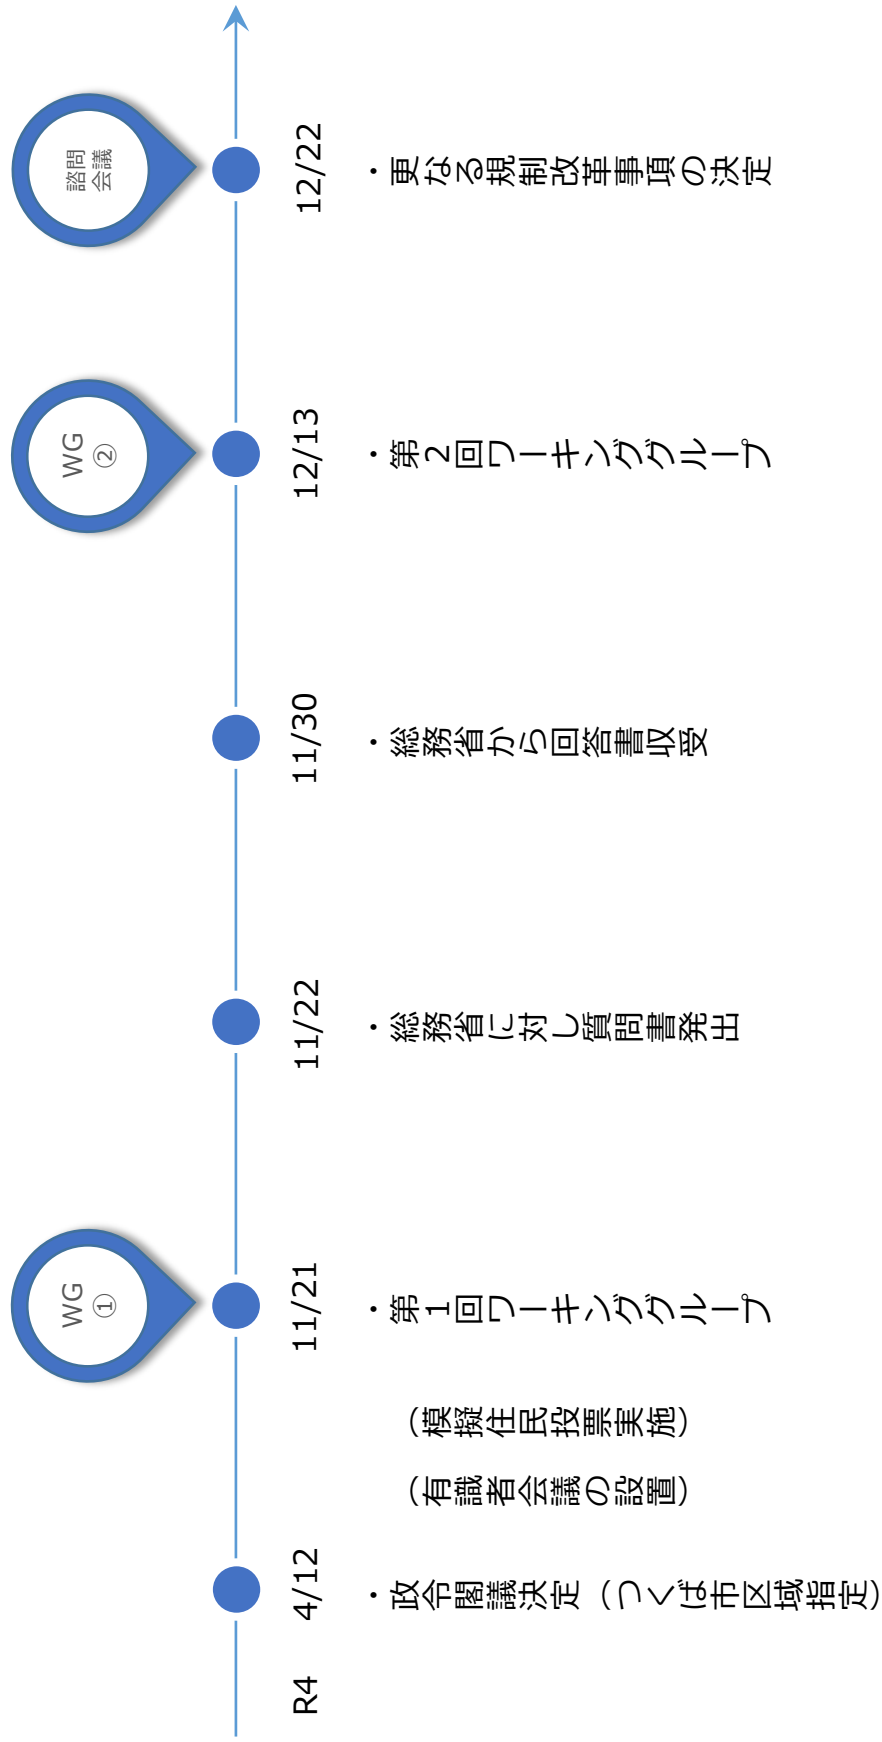 R4
4/12
・政令閣議決定（つくば市区域指定）
（有識者会議の設置）
（模擬住民投票実施）
WG
①
11/21
・第１回ワーキンググループ
11/22
・総務省に対し質問書発出
11/30
・総務省から回答書収受
WG
②
12/13
・第２回ワーキンググループ
諮問
会議
12/22
・更なる規制改革事項の決定